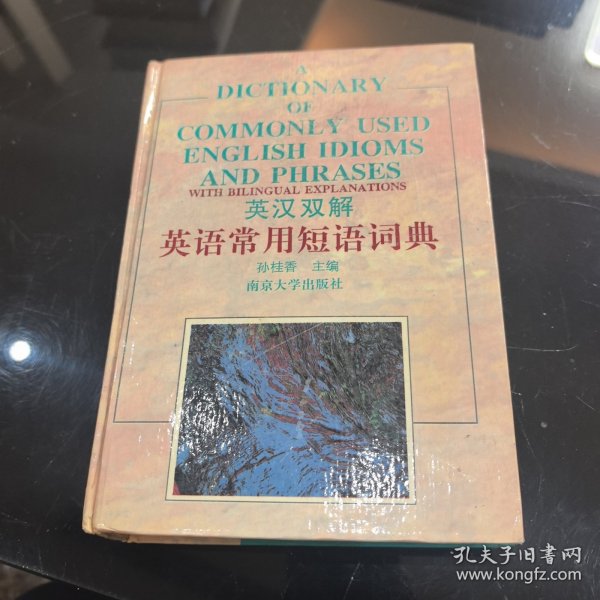 A
DICTIONARY
OF
COMMONLY USED
ENGLISH IDIOMS
AND PHRASES
WITH BILINGUAL EXPLANATIONS
英汉双解
英语常用短语词典
孙桂香 主编
南京大学出版社
孔夫子旧书网
www.kongfz.com